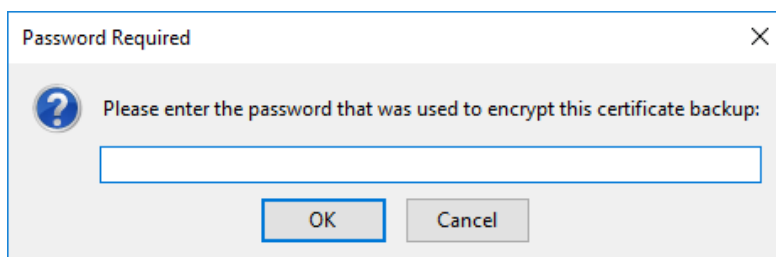 Password Required
Please enter the password that was used to encrypt this certificate backup:
OK
Cancel